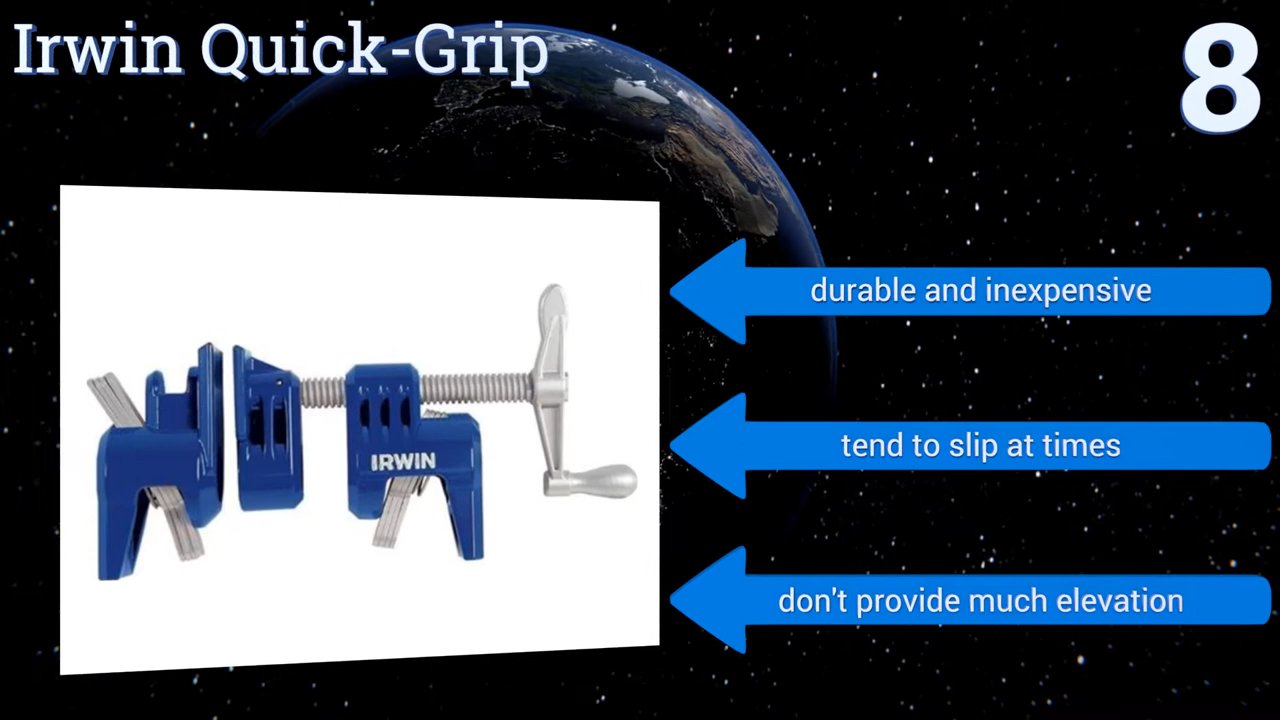 Irwin Quick-Grip
8
durable and inexpensive
IRWIN
tend to slip at times
don't provide much elevation